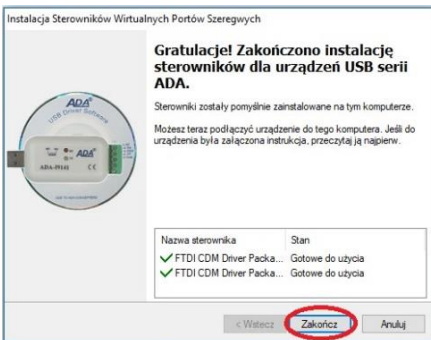 Instalacja Sterowników Wirtualnych Portów Szeregwych
Gratulacje! Zakończono instalację
sterowników dla urządzeń USB serii
ADA.
Sterowniki zostały pomyślnie zainstalowane na tym komputerze.
Możesz teraz podłączyć urządzenie do tego komputera. Jeśli do
urządzenia była załączona instrukcja, przeczytaj ją najpierw.
ADA®
USB Driver Software
ADA®
CE
Nazwa sterownika Stan
FTDI CDM Driver Packa... Gotowe do użycia
FTDI CDM Driver Packa... Gotowe do użycia
< Wstecz Zakończ Anuluj